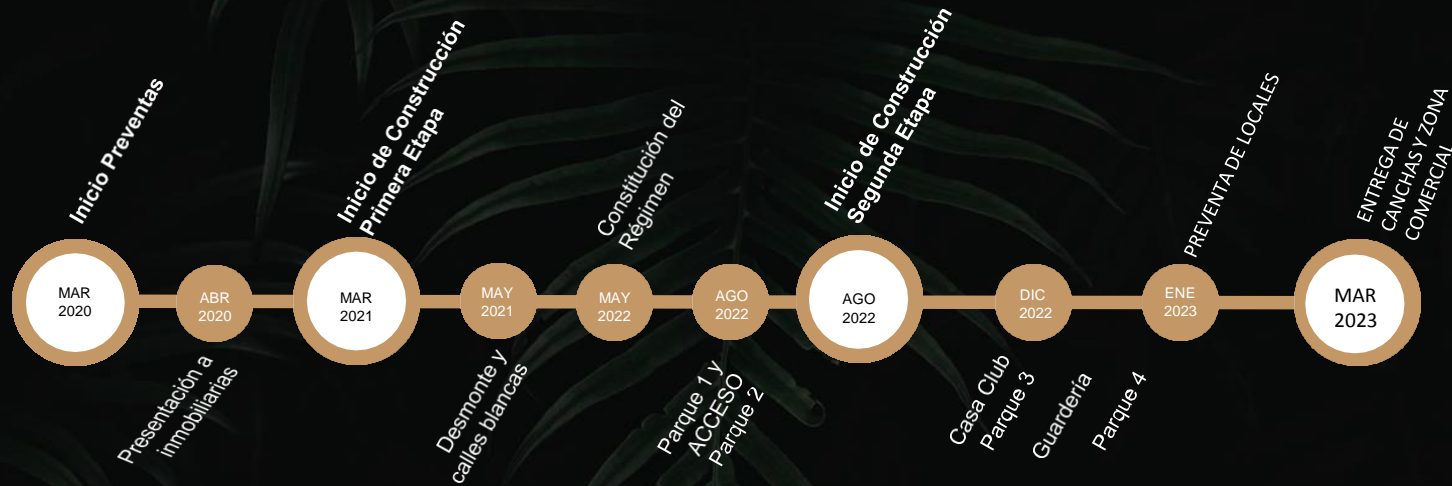 Inicio Preventas
MAR
2020
ABR
2020
Presentación a
inmobiliarias
Inicio de Construcción
Primera Etapa
MAR
2021
MAY
2021
Desmonte y
calles blancas
Constitución del
Régimen
MAY
2022
AGO
2022
Parque 1 y
ACCESO
Parque 2
Inicio de Construcción
Segunda Etapa
AGO
2022
DIC
2022
Casa Club
Parque 3
Guardería
Parque 4
PREVENTA DE LOCALES
ENE
2023
ENTREGA DE
CANCHAS Y ZONA
COMERCIAL
MAR
2023